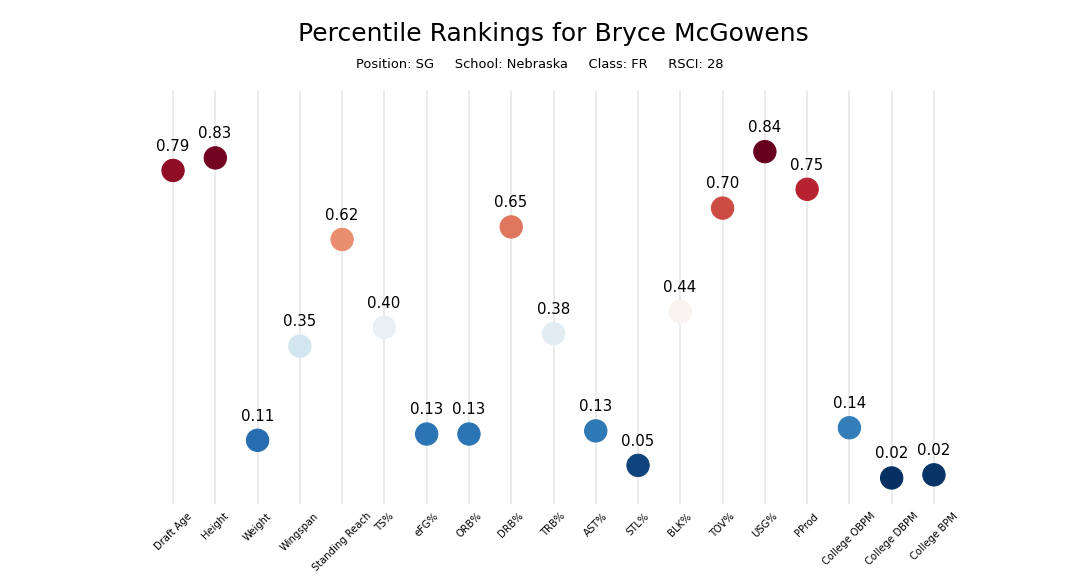 Percentile Rankings for Bryce McGowens
Position: SG School: Nebraska Class: FR RSCI: 28
0.79
0.83
0.11
0.35
0.62
0.40
0.13
0.13
0.65
0.38
0.13
0.05
0.44
0.70
0.84
0.75
0.14
0.02
0.02
Draft Age
Height
Weight
Wingspan
Standing Reach
TS%
eFG%
ORB%
DRB%
TRB%
AST%
STL%
BLK%
TOV%
USG%
PProd
College OBPM
College DBPM
College BPM